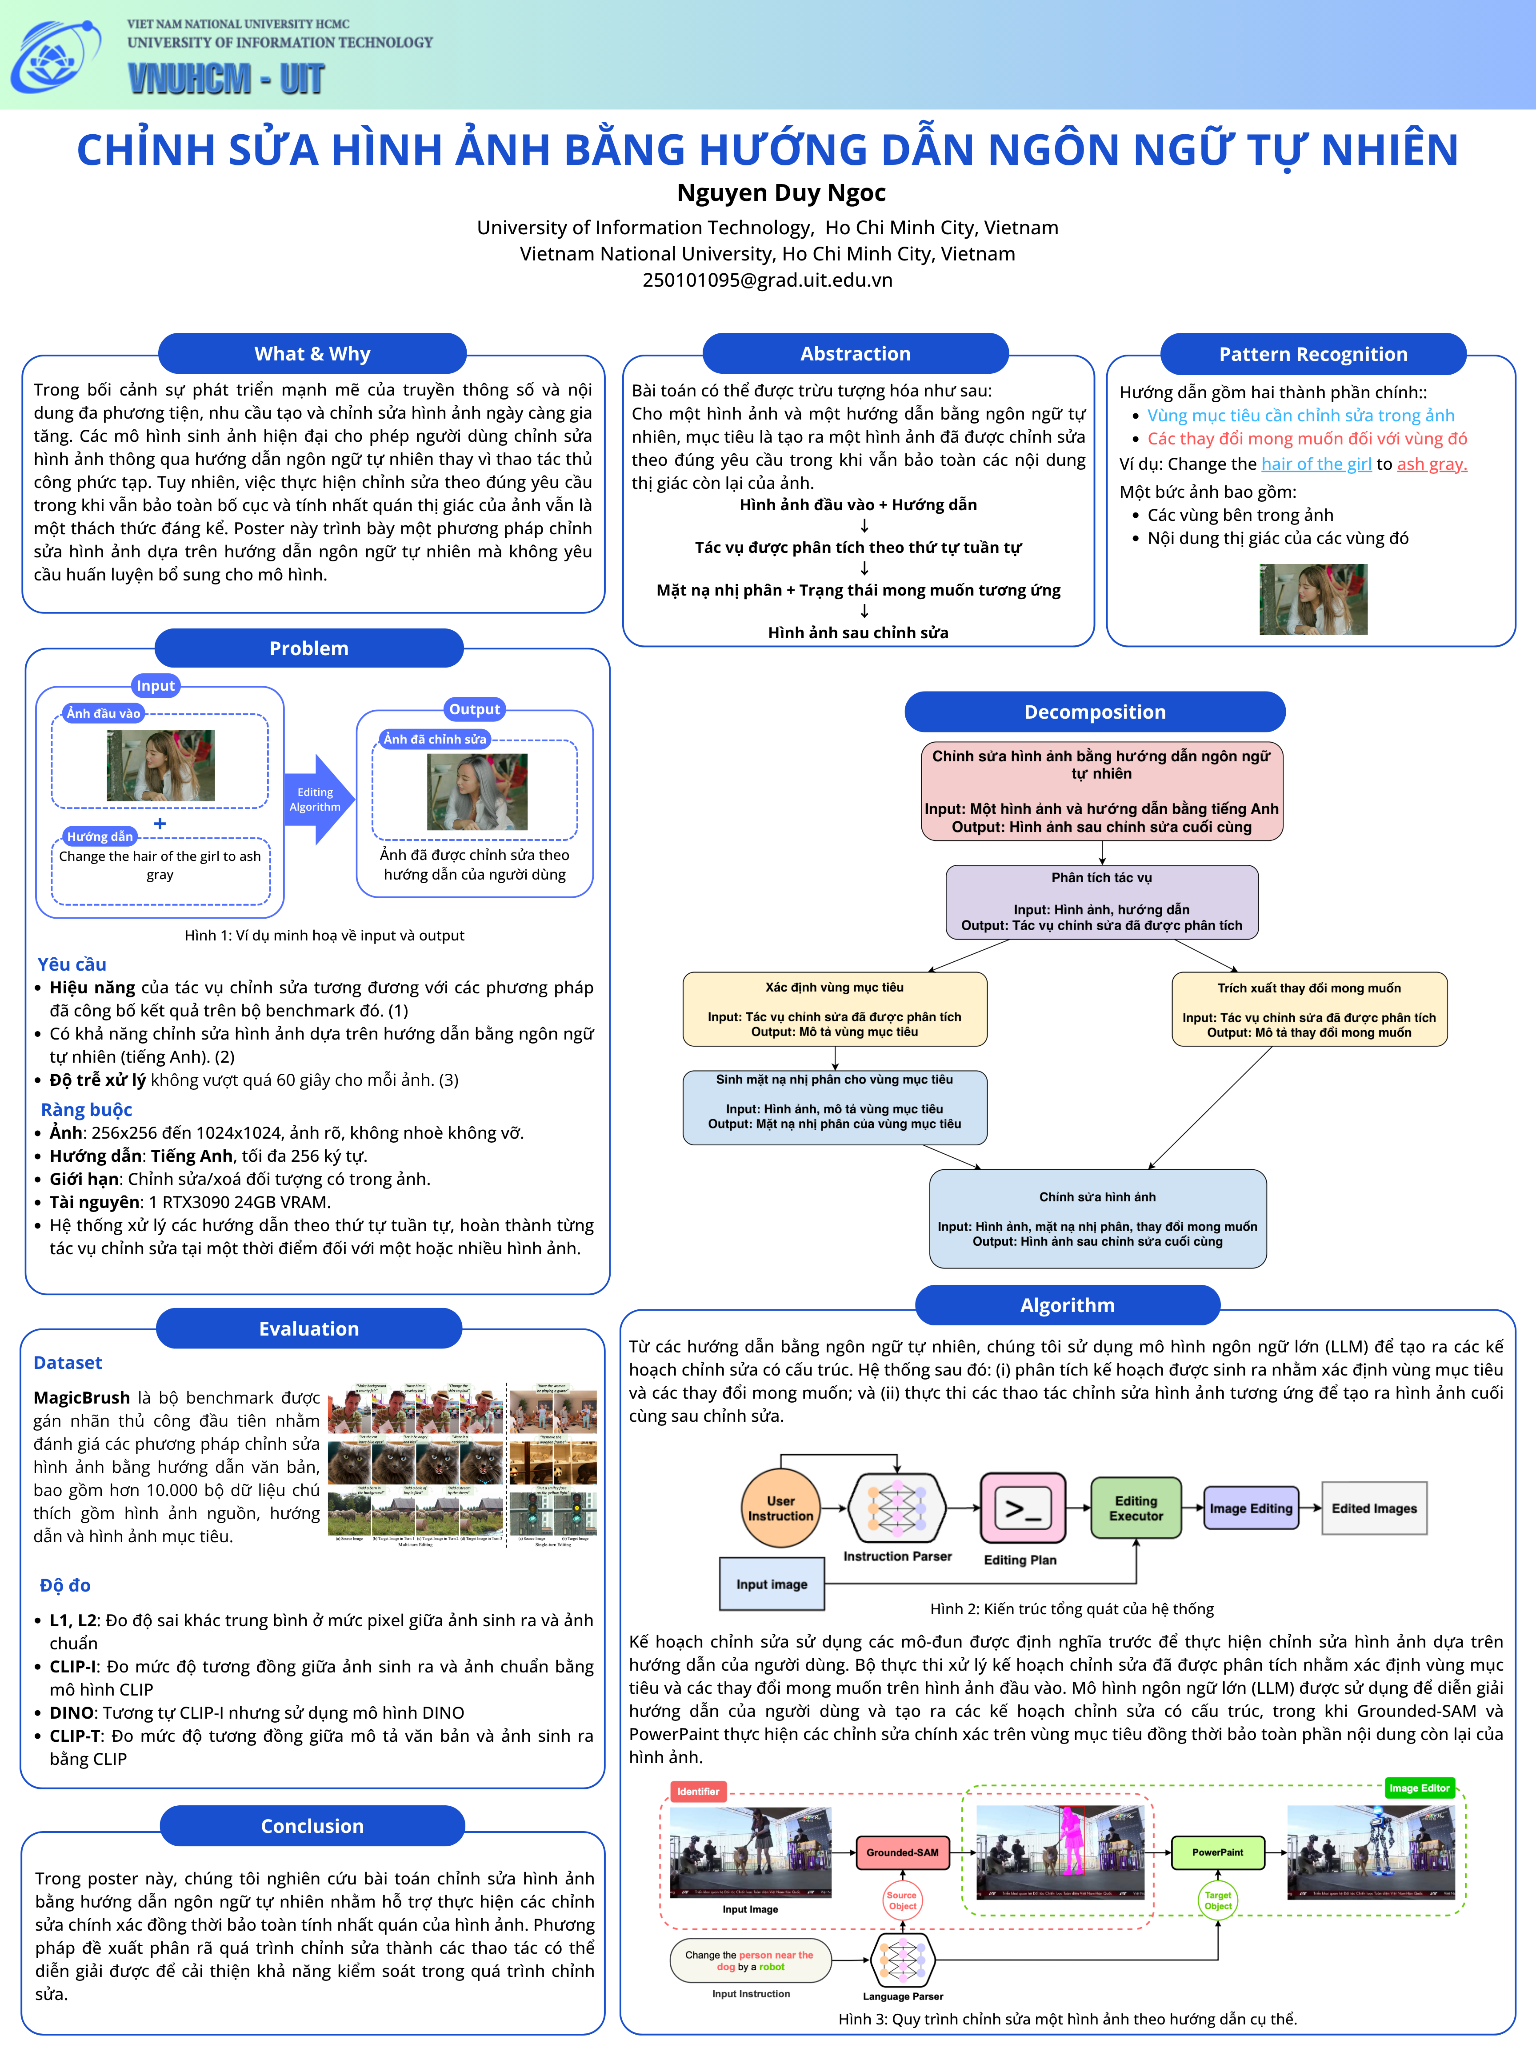 VIET NAM NATIONAL UNIVERSITY HCMC
UNIVERSITY OF INFORMATION TECHNOLOGY
VNUHCM - UIT
CHỈNH SỬA HÌNH ẢNH BẰNG HƯỚNG DẪN NGÔN NGỮ TỰ NHIÊN
Nguyen Duy Ngoc
University of Information Technology, Ho Chi Minh City, Vietnam
Vietnam National University, Ho Chi Minh City, Vietnam
250101095@grad.uit.edu.vn
What & Why
Trong bối cảnh sự phát triển mạnh mẽ của truyền thông số và nội
dung đa phương tiện, nhu cầu tạo và chỉnh sửa hình ảnh ngày càng gia
tăng. Các mô hình sinh ảnh hiện đại cho phép người dùng chỉnh sửa
hình ảnh thông qua hướng dẫn ngôn ngữ tự nhiên thay vì thao tác thủ
công phức tạp. Tuy nhiên, việc thực hiện chỉnh sửa theo đúng yêu cầu
trong khi vẫn bảo toàn bố cục và tính nhất quán thị giác của ảnh vẫn là
một thách thức đáng kể. Poster này trình bày một phương pháp chỉnh
sửa hình ảnh dựa trên hướng dẫn ngôn ngữ tự nhiên mà không yêu
cầu huấn luyện bổ sung cho mô hình.
Abstraction
Bài toán có thể được trừu tượng hóa như sau:
Cho một hình ảnh và một hướng dẫn bằng ngôn ngữ tự
nhiên, mục tiêu là tạo ra một hình ảnh đã được chỉnh sửa
theo đúng yêu cầu trong khi vẫn bảo toàn các nội dung
thị giác còn lại của ảnh.
Hình ảnh đầu vào + Hướng dẫn
↓
Tác vụ được phân tích theo thứ tự tuần tự
↓
Mặt nạ nhị phân + Trạng thái mong muốn tương ứng
↓
Hình ảnh sau chỉnh sửa
Pattern Recognition
Hướng dẫn gồm hai thành phần chính::
• Vùng mục tiêu cần chỉnh sửa trong ảnh
• Các thay đổi mong muốn đối với vùng đó
Ví dụ: Change the hair of the girl to ash gray.
Một bức ảnh bao gồm:
• Các vùng bên trong ảnh
• Nội dung thị giác của các vùng đó
Problem
Input
Ảnh đầu vào
+
Hướng dẫn
Change the hair of the girl to ash
gray
Editing
Algorithm
Output
Ảnh đã chỉnh sửa
Ảnh đã được chỉnh sửa theo
hướng dẫn của người dùng
Hình 1: Ví dụ minh hoạ về input và output
Yêu cầu
• Hiệu năng của tác vụ chỉnh sửa tương đương với các phương pháp
đã công bố kết quả trên bộ benchmark đó. (1)
• Có khả năng chỉnh sửa hình ảnh dựa trên hướng dẫn bằng ngôn ngữ
tự nhiên (tiếng Anh). (2)
• Độ trễ xử lý không vượt quá 60 giây cho mỗi ảnh. (3)
Ràng buộc
• Ảnh: 256x256 đến 1024x1024, ảnh rõ, không nhoè không vỡ.
• Hướng dẫn: Tiếng Anh, tối đa 256 ký tự.
• Giới hạn: Chỉnh sửa/xoá đối tượng có trong ảnh.
• Tài nguyên: 1 RTX3090 24GB VRAM.
• Hệ thống xử lý các hướng dẫn theo thứ tự tuần tự, hoàn thành từng
tác vụ chỉnh sửa tại một thời điểm đối với một hoặc nhiều hình ảnh.
Decomposition
Chỉnh sửa hình ảnh bằng hướng dẫn ngôn ngữ
tự nhiên
Input: Một hình ảnh và hướng dẫn bằng tiếng Anh
Output: Hình ảnh sau chỉnh sửa cuối cùng
Phân tích tác vụ
Input: Hình ảnh, hướng dẫn
Output: Tác vụ chỉnh sửa đã được phân tích
Xác định vùng mục tiêu
Input: Tác vụ chỉnh sửa đã được phân tích
Output: Mô tả vùng mục tiêu
Trích xuất thay đổi mong muốn
Input: Tác vụ chỉnh sửa đã được phân tích
Output: Mô tả thay đổi mong muốn
Sinh mặt nạ nhị phân cho vùng mục tiêu
Input: Hình ảnh, mô tả vùng mục tiêu
Output: Mặt nạ nhị phân của vùng mục tiêu
Chỉnh sửa hình ảnh
Input: Hình ảnh, mặt nạ nhị phân, thay đổi mong muốn
Output: Hình ảnh sau chỉnh sửa cuối cùng
Evaluation
Dataset
MagicBrush là bộ benchmark được
gán nhãn thủ công đầu tiên nhằm
đánh giá các phương pháp chỉnh sửa
hình ảnh bằng hướng dẫn văn bản,
bao gồm hơn 10.000 bộ dữ liệu chú
thích gồm hình ảnh nguồn, hướng
dẫn và hình ảnh mục tiêu.
Độ đo
• L1, L2: Đo độ sai khác trung bình ở mức pixel giữa ảnh sinh ra và ảnh
chuẩn
• CLIP-I: Đo mức độ tương đồng giữa ảnh sinh ra và ảnh chuẩn bằng
mô hình CLIP
• DINO: Tương tự CLIP-I nhưng sử dụng mô hình DINO
• CLIP-T: Đo mức độ tương đồng giữa mô tả văn bản và ảnh sinh ra
bằng CLIP
Conclusion
Trong poster này, chúng tôi nghiên cứu bài toán chỉnh sửa hình ảnh
bằng hướng dẫn ngôn ngữ tự nhiên nhằm hỗ trợ thực hiện các chỉnh
sửa chính xác đồng thời bảo toàn tính nhất quán của hình ảnh. Phương
pháp đề xuất phân rã quá trình chỉnh sửa thành các thao tác có thể
diễn giải được để cải thiện khả năng kiểm soát trong quá trình chỉnh
sửa.
Algorithm
Từ các hướng dẫn bằng ngôn ngữ tự nhiên, chúng tôi sử dụng mô hình ngôn ngữ lớn (LLM) để tạo ra các kế
hoạch chỉnh sửa có cấu trúc. Hệ thống sau đó: (i) phân tích kế hoạch được sinh ra nhằm xác định vùng mục tiêu
và các thay đổi mong muốn; và (ii) thực thi các thao tác chỉnh sửa hình ảnh tương ứng để tạo ra hình ảnh cuối
cùng sau chỉnh sửa.
User
Instruction
Instruction Parser
>_
Editing Plan
Editing
Executor
Image Editing
Edited Images
Input image
Hình 2: Kiến trúc tổng quát của hệ thống
Kế hoạch chỉnh sửa sử dụng các mô-đun được định nghĩa trước để thực hiện chỉnh sửa hình ảnh dựa trên
hướng dẫn của người dùng. Bộ thực thi xử lý kế hoạch chỉnh sửa đã được phân tích nhằm xác định vùng mục
tiêu và các thay đổi mong muốn trên hình ảnh đầu vào. Mô hình ngôn ngữ lớn (LLM) được sử dụng để diễn giải
hướng dẫn của người dùng và tạo ra các kế hoạch chỉnh sửa có cấu trúc, trong khi Grounded-SAM và
PowerPaint thực hiện các chỉnh sửa chính xác trên vùng mục tiêu đồng thời bảo toàn phần nội dung còn lại của
hình ảnh.
Identifier
Image Editor
Grounded-SAM
PowerPaint
Source
Object
Target
Object
Input Image
Change the person near the
dog by a robot
Input Instruction
Language Parser
Hình 3: Quy trình chỉnh sửa một hình ảnh theo hướng dẫn cụ thể.